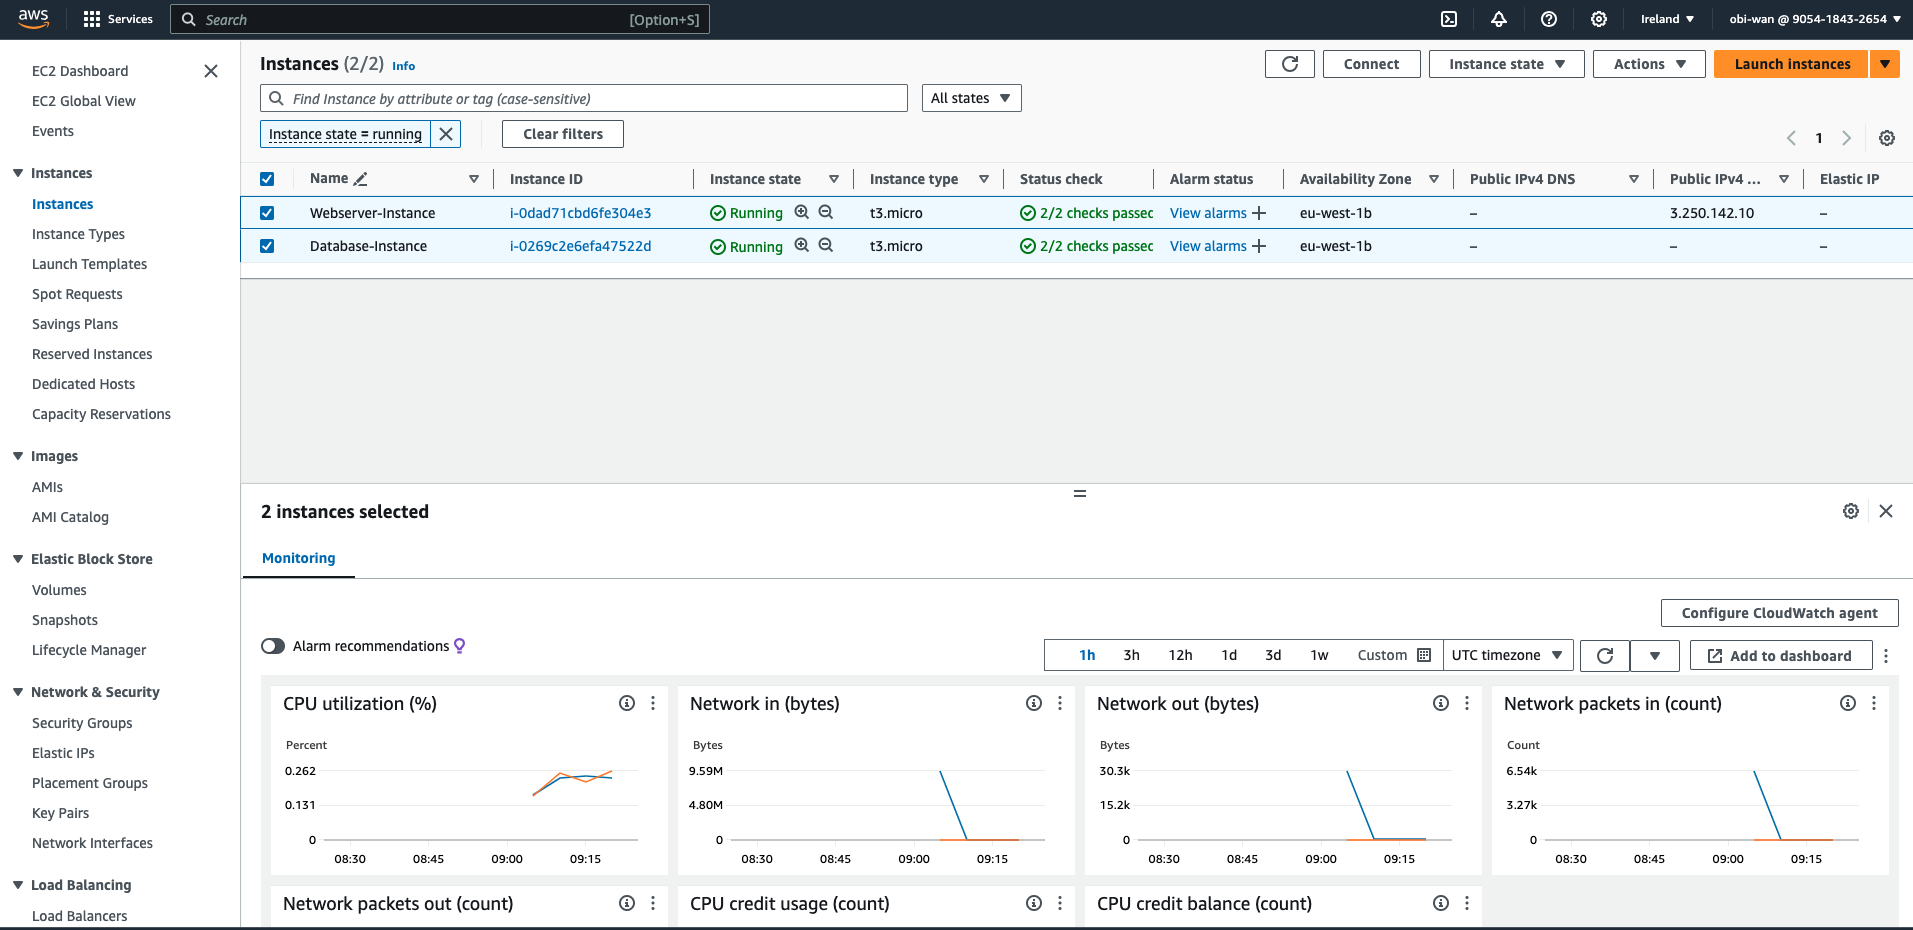 aws Services Search [Option+S] Ireland ▼ obi-wan @ 9054-1843-2654 ▼
EC2 Dashboard
EC2 Global View
Events
Instances
Instances
Instance Types
Launch Templates
Spot Requests
Savings Plans
Reserved Instances
Dedicated Hosts
Capacity Reservations
Images
AMIs
AMI Catalog
Elastic Block Store
Volumes
Snapshots
Lifecycle Manager
Network & Security
Security Groups
Elastic IPs
Placement Groups
Key Pairs
Network Interfaces
Load Balancing
Load Balancers
Instances (2/2) Info Connect Instance state ▼ Actions ▼ Launch instances ▼
Find Instance by attribute or tag (case-sensitive) All states ▼
Instance state = running Clear filters 1
Name Instance ID Instance state Instance type Status check Alarm status Availability Zone Public IPv4 DNS Public IPv4 ... Elastic IP
Webserver-Instance i-0dad71cbd6fe304e3 Running t3.micro 2/2 checks passec View alarms + eu-west-1b – 3.250.142.10 –
Database-Instance i-0269c2e6efa47522d Running t3.micro 2/2 checks passec View alarms + eu-west-1b – – –
2 instances selected
Monitoring
Configure CloudWatch agent
Alarm recommendations 1h 3h 12h 1d 3d 1w Custom UTC timezone ▼ Add to dashboard
CPU utilization (%)
Percent
0.262
0.131
0
08:30 08:45 09:00 09:15
Network in (bytes)
Bytes
9.59M
4.80M
0
08:30 08:45 09:00 09:15
Network out (bytes)
Bytes
30.3k
15.2k
0
08:30 08:45 09:00 09:15
Network packets in (count)
Count
6.54k
3.27k
0
08:30 08:45 09:00 09:15
Network packets out (count)
CPU credit usage (count)
CPU credit balance (count)